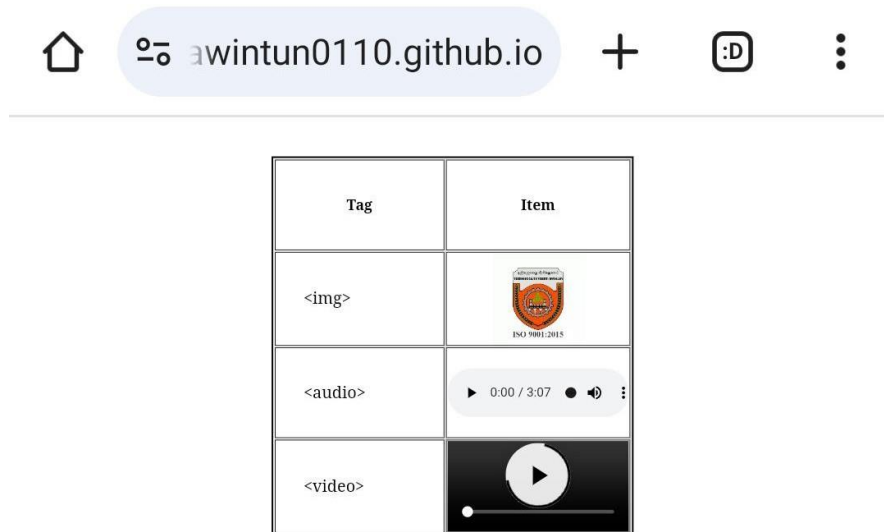 awintun0110.github.io
:D
Tag Item
<img>
ISO 9001:2015
<audio> 0:00 / 3:07
<video>